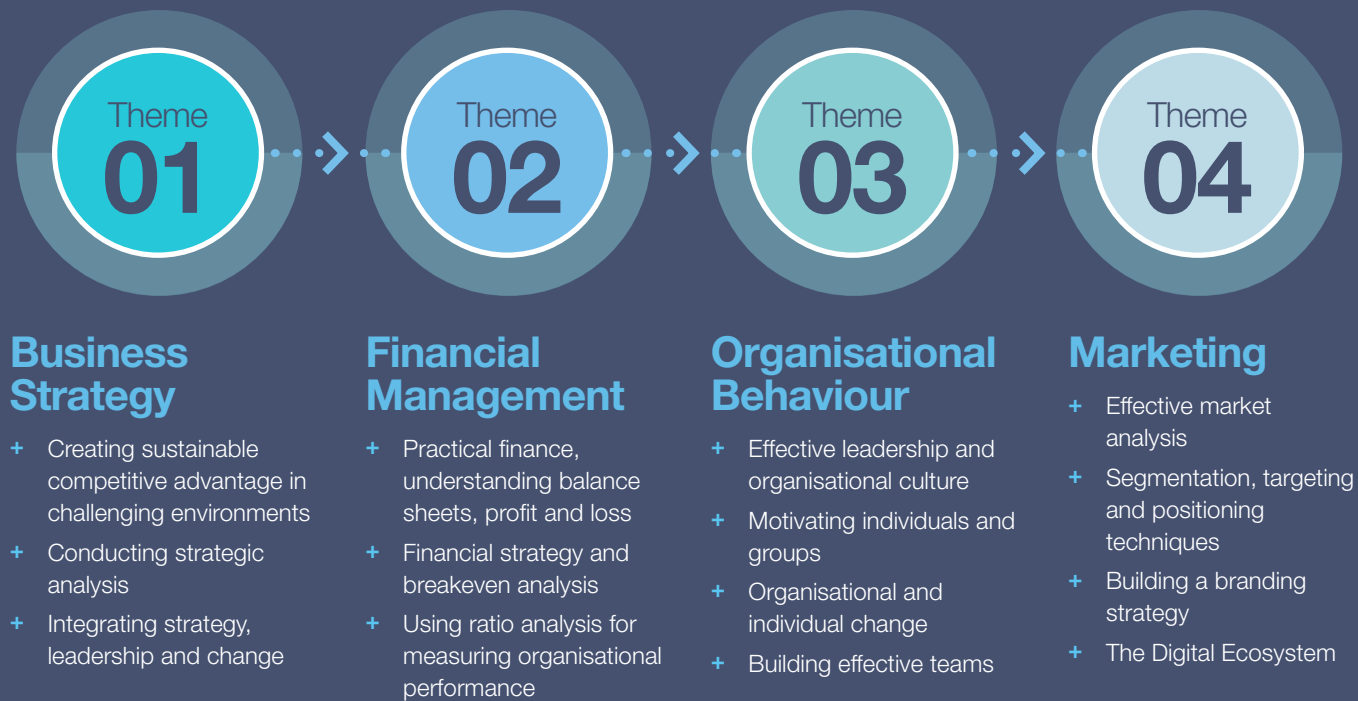 Theme
01
Theme
02
Theme
03
Theme
04
Business
Strategy
+ Creating sustainable
competitive advantage in
challenging environments
+ Conducting strategic
analysis
+ Integrating strategy,
leadership and change
Financial
Management
+ Practical finance,
understanding balance
sheets, profit and loss
+ Financial strategy and
breakeven analysis
+ Using ratio analysis for
measuring organisational
performance
Organisational
Behaviour
+ Effective leadership and
organisational culture
+ Motivating individuals and
groups
+ Organisational and
individual change
+ Building effective teams
Marketing
+ Effective market
analysis
+ Segmentation, targeting
and positioning
techniques
+ Building a branding
strategy
+ The Digital Ecosystem